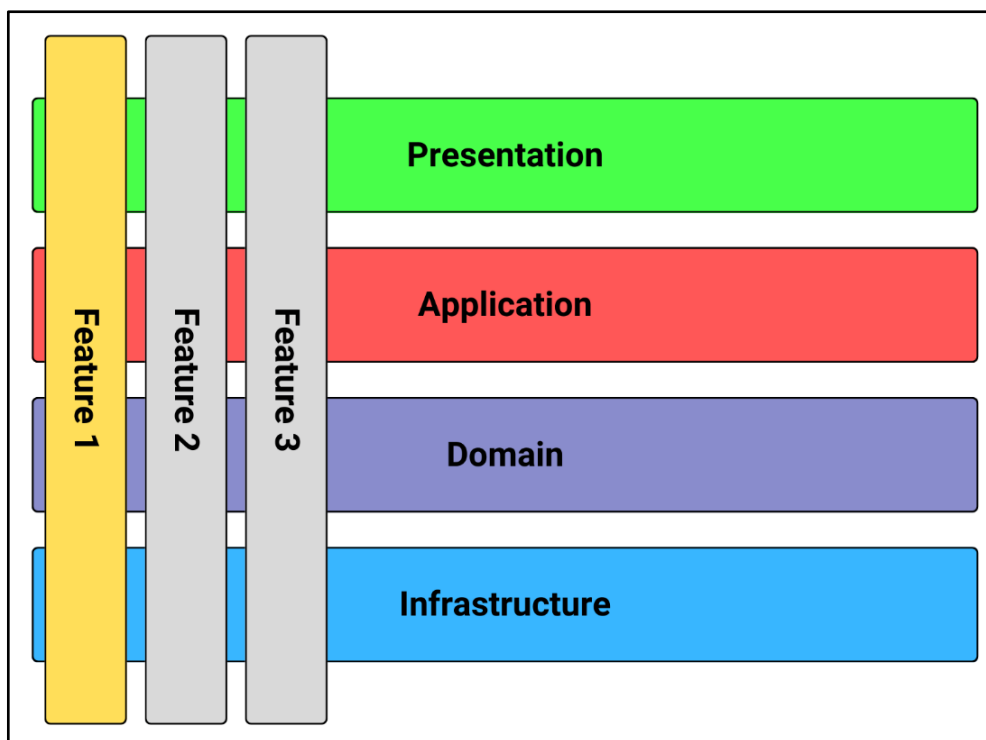 Presentation
Application
Domain
Infrastructure
Feature 1
Feature 2
Feature 3